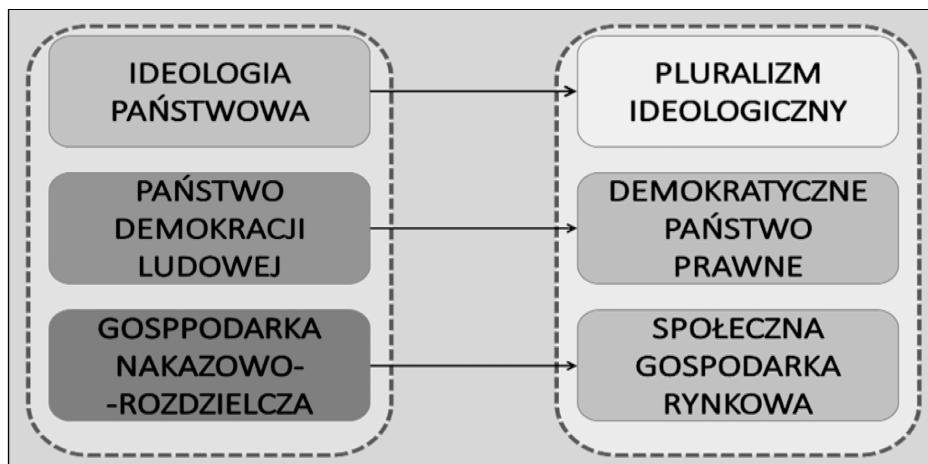 IDEOLOGIA
PAŃSTWOWA
PLURALIZM
IDEOLOGICZNY
PAŃSTWO
DEMOKRACJI
LUDOWEJ
DEMOKRATYCZNE
PAŃSTWO
PRAWNE
GOSPPODARKA
NAKAZOWO-
-ROZDZIELCZA
SPOŁECZNA
GOSPODARKA
RYNKOWA